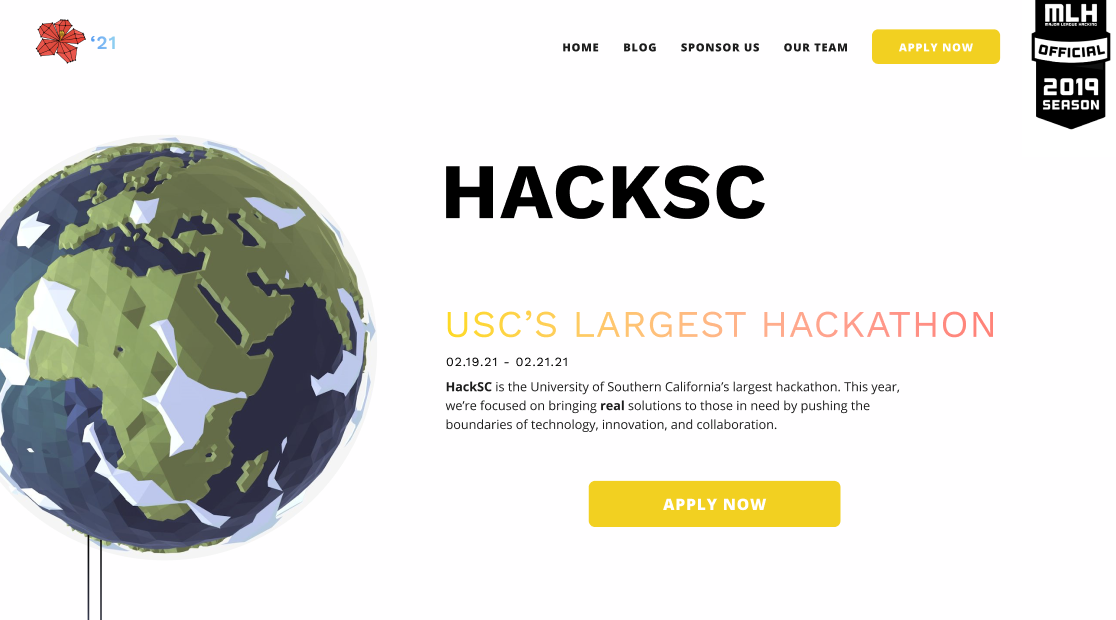 ‘21
HOME BLOG SPONSOR US OUR TEAM APPLY NOW
MLH
MAJOR LEAGUE HACKING
OFFICIAL
2019
SEASON
HACKSC
USC’S LARGEST HACKATHON
02.19.21 - 02.21.21
HackSC is the University of Southern California’s largest hackathon. This year,
we’re focused on bringing real solutions to those in need by pushing the
boundaries of technology, innovation, and collaboration.
APPLY NOW